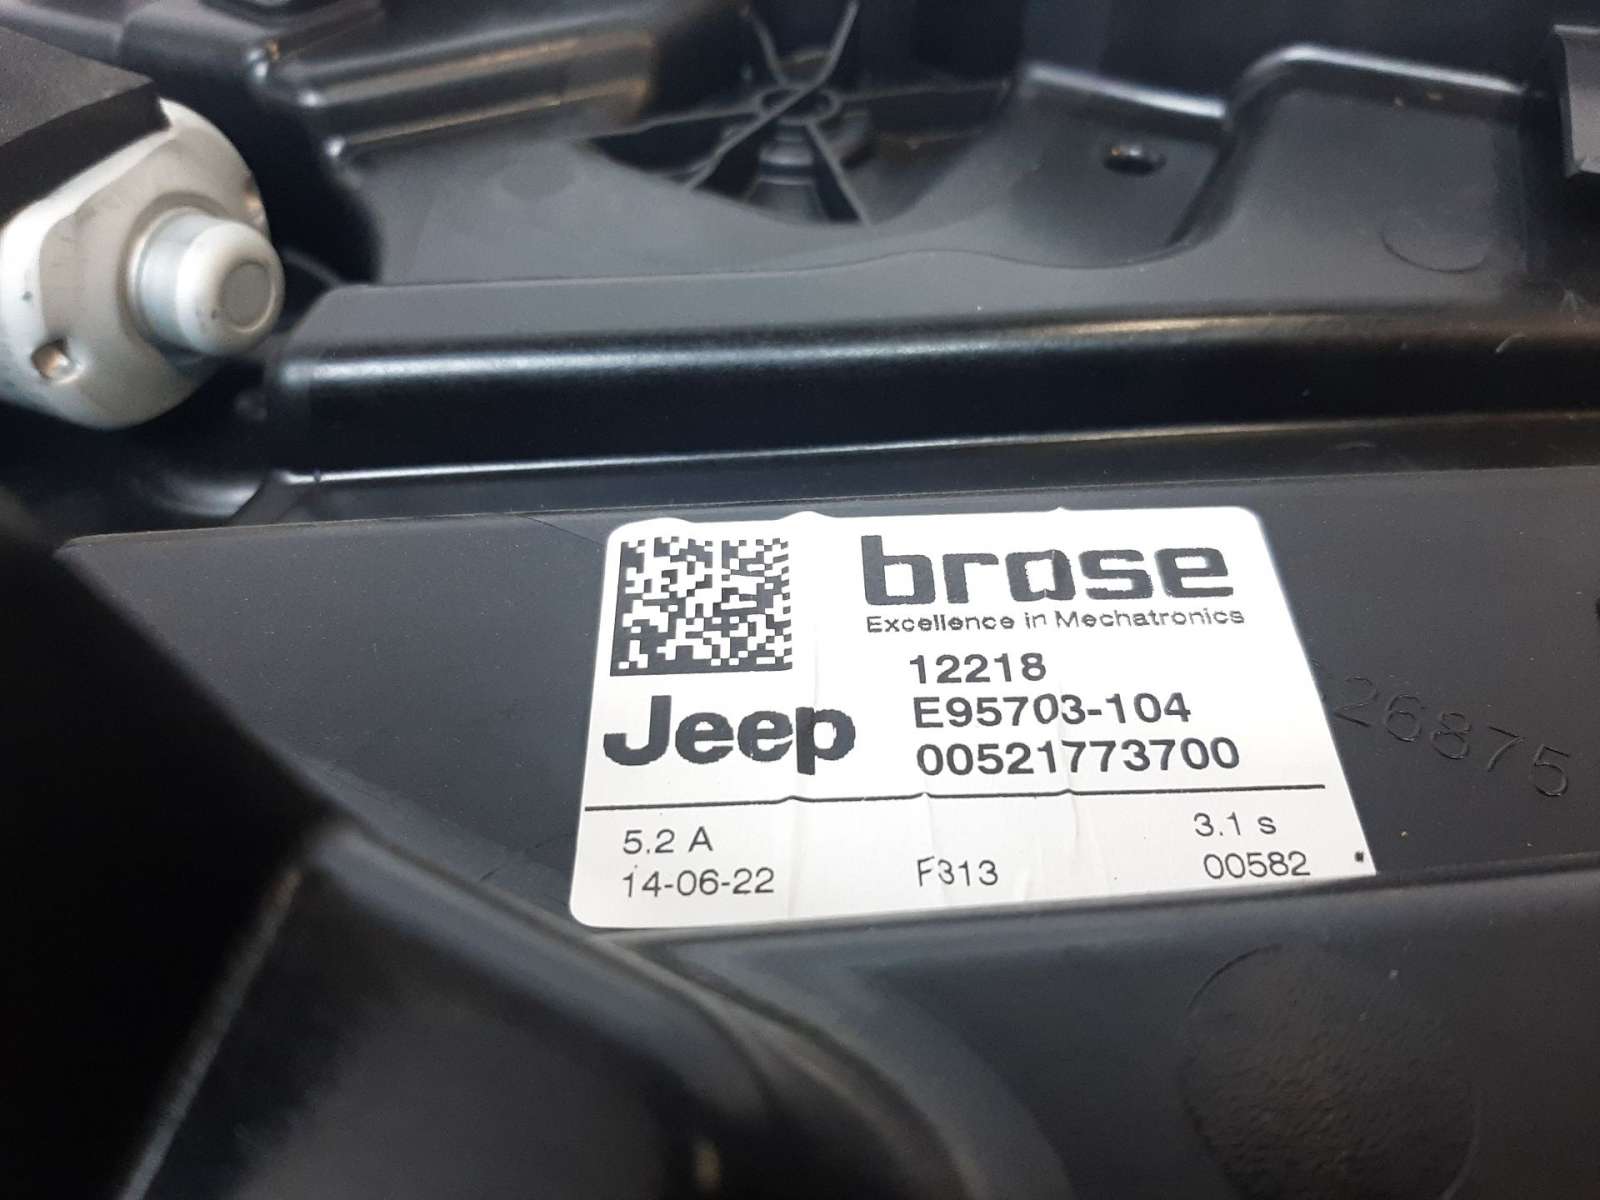 brose
Excellence in Mechatronics
12218
E95703-104
00521773700
Jeep
5.2 A
3.1 s
14-06-22
F313
00582
26875